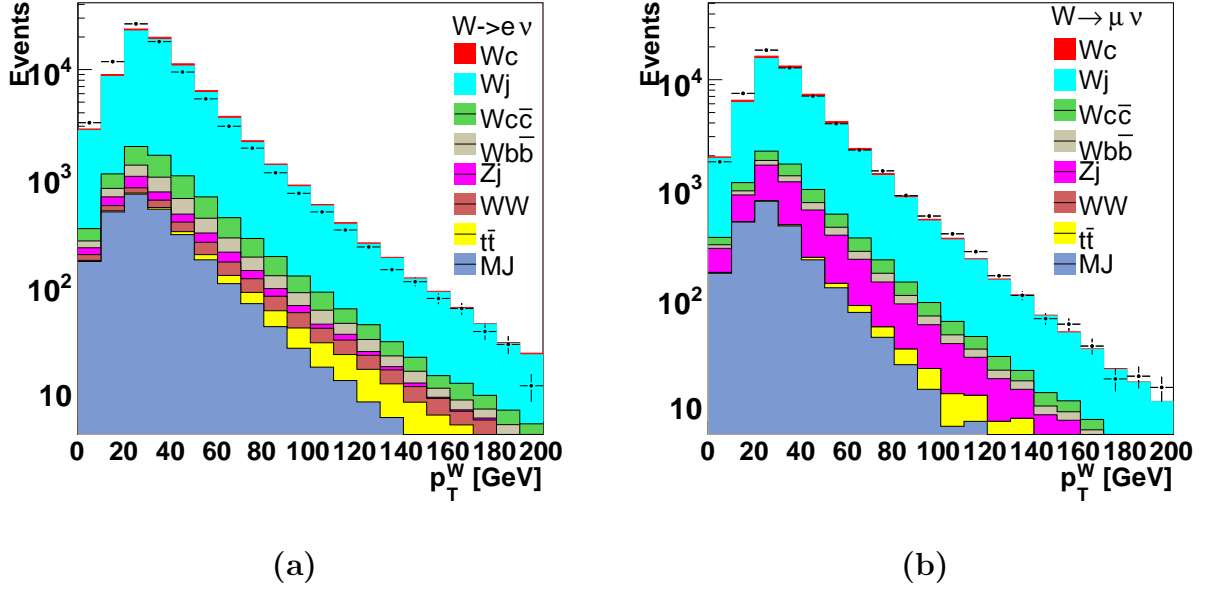 Events
10⁴
10³
10²
10
W->e ν
Wc
Wj
Wcc̅
Wbb̅
Zj
WW
tt̅
MJ
0 20 40 60 80 100 120 140 160 180 200
p_T^W [GeV]
(a)
Events
10⁴
10³
10²
10
W→ μ ν
Wc
Wj
Wcc̅
Wbb̅
Zj
WW
tt̅
MJ
0 20 40 60 80 100 120 140 160 180 200
p_T^W [GeV]
(b)